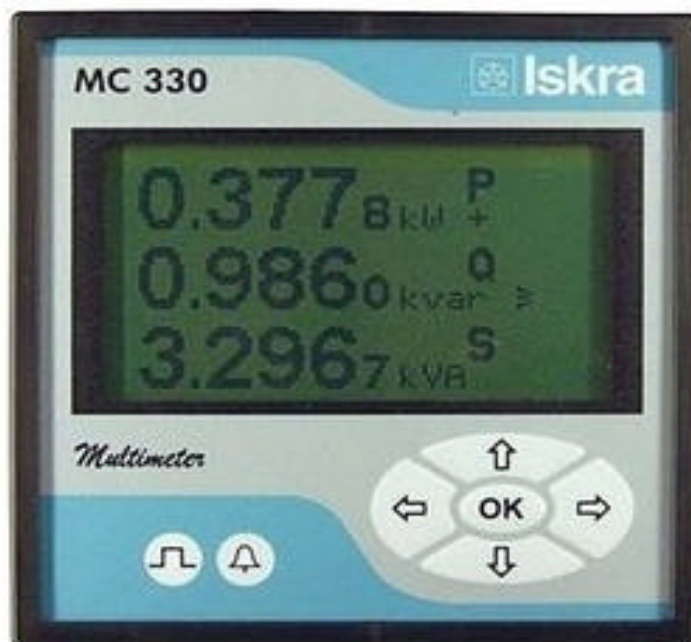 MC 330
Iskra
0.3778 kW P +
0.9860 kvar Q
3.2967 kVA S
Multimeter
OK